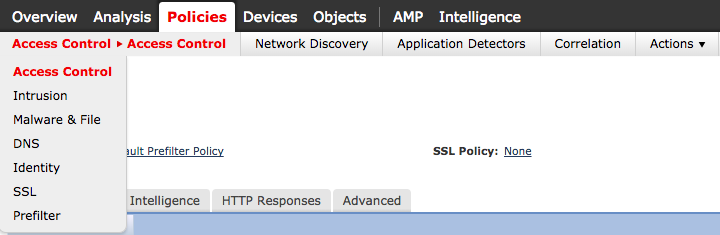 Overview Analysis Policies Devices Objects AMP Intelligence
Access Control ▸ Access Control Network Discovery Application Detectors Correlation Actions ▾
Access Control
Intrusion
Malware & File
DNS
Identity
SSL
Prefilter
Prefilter Policy SSL Policy: None
Intelligence HTTP Responses Advanced